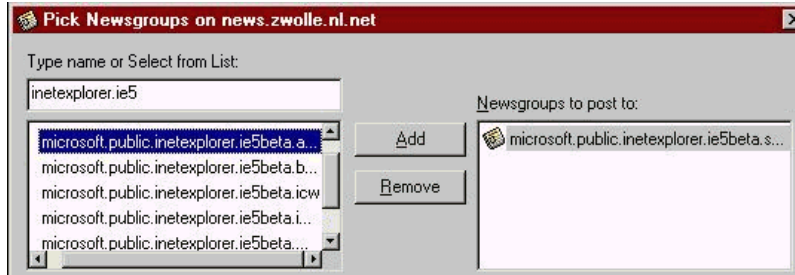 Pick Newsgroups on news.zwolle.nl.net
Type name or Select from List:
inetexplorer.ie5
microsoft.public.inetexplorer.ie5beta.a...
microsoft.public.inetexplorer.ie5beta.b...
microsoft.public.inetexplorer.ie5beta.icw
microsoft.public.inetexplorer.ie5beta.i...
microsoft.public.inetexplorer.ie5beta....
Add
Remove
Newsgroups to post to:
microsoft.public.inetexplorer.ie5beta.s...